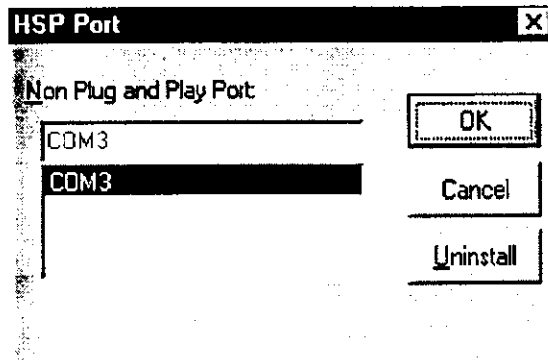 HSP Port
Non Plug and Play Port:
COM3
COM3
OK
Cancel
Uninstall